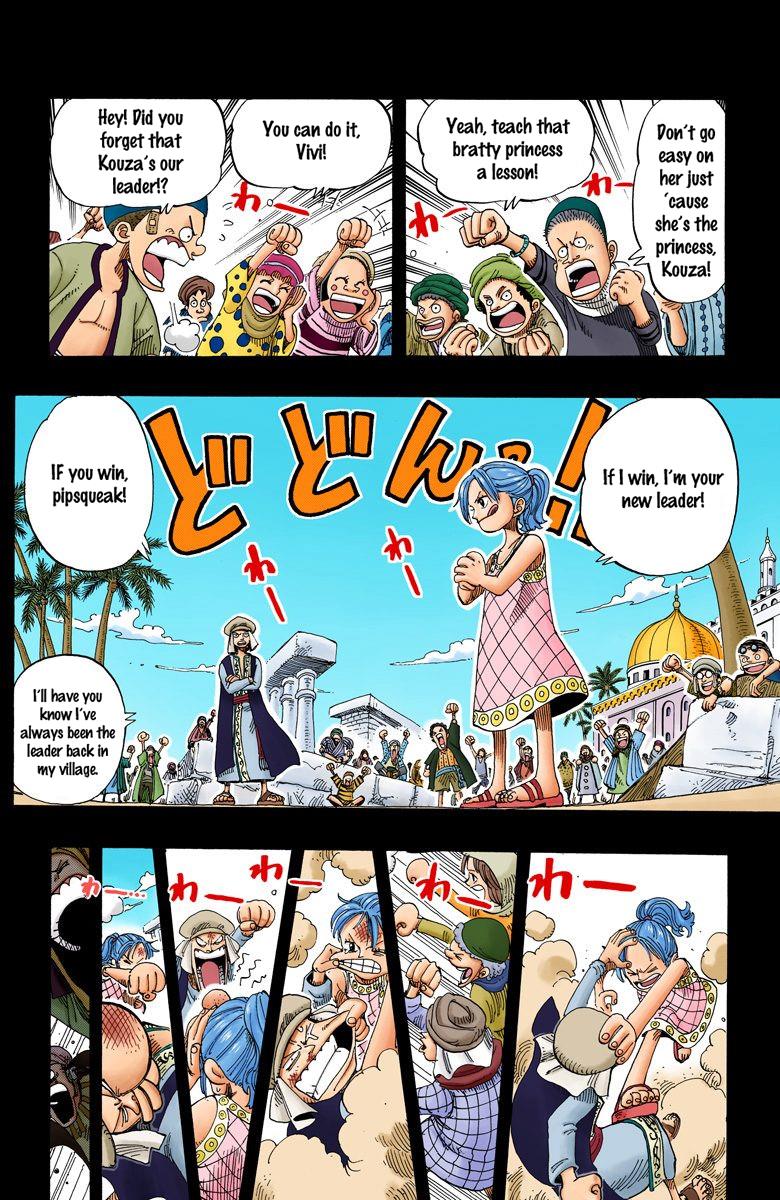 Hey! Did you
forget that
Kouza's our
leader!?
You can do it,
Vivi!
わー
Yeah, teach that
bratty princess
a lesson!
Don't go
easy on
her just
'cause
she's the
princess,
Kouza!
わー
わー
If you win,
pipsqueak!
どどん
If I win, I'm your
new leader!
わー
わー
I'll have you
know I've
always been the
leader back in
my village.
わー…
わー
わー
わー
わー